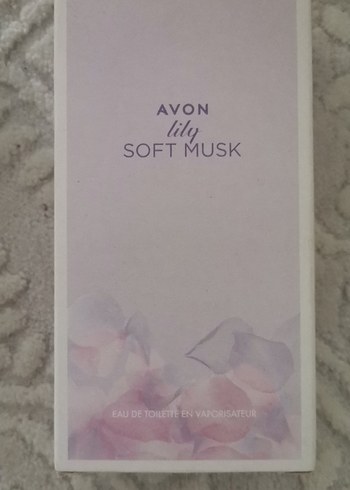 AVON
lily
SOFT MUSK
EAU DE TOILETTE EN VAPORISATEUR